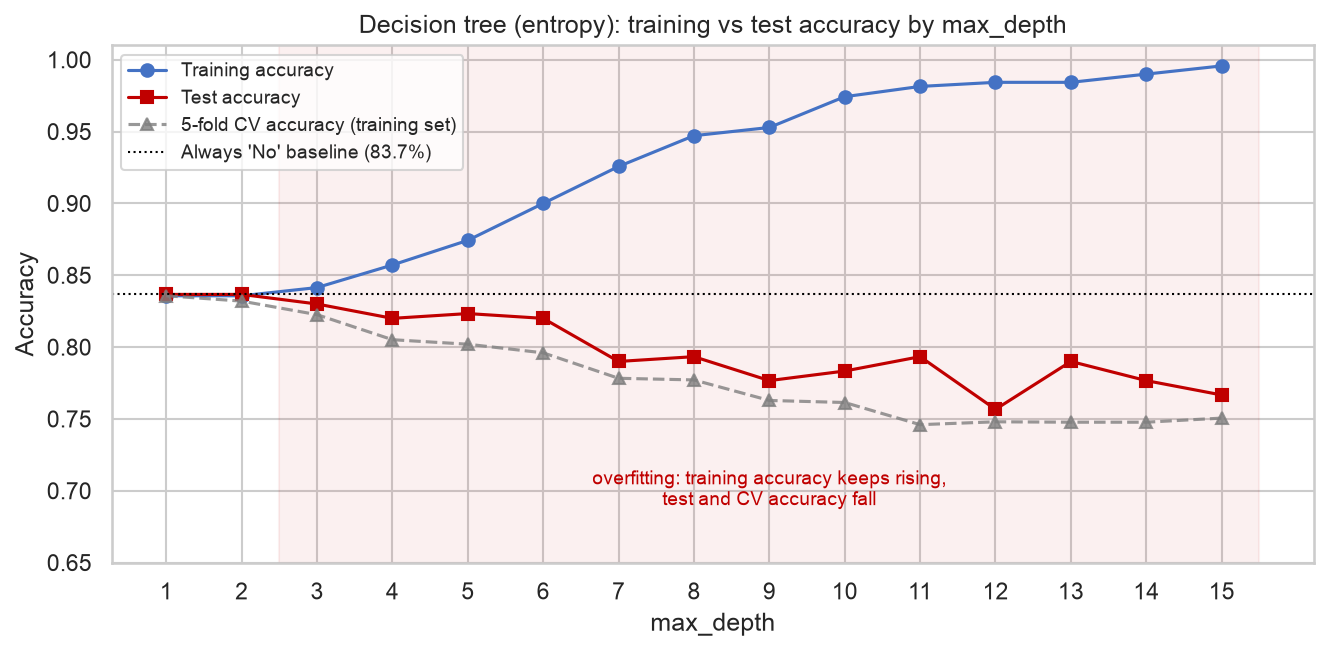 Decision tree (entropy): training vs test accuracy by max_depth
Training accuracy
Test accuracy
5-fold CV accuracy (training set)
Always 'No' baseline (83.7%)
Accuracy
1.00
0.95
0.90
0.85
0.80
0.75
0.70
0.65
overfitting: training accuracy keeps rising,
test and CV accuracy fall
1 2 3 4 5 6 7 8 9 10 11 12 13 14 15
max_depth